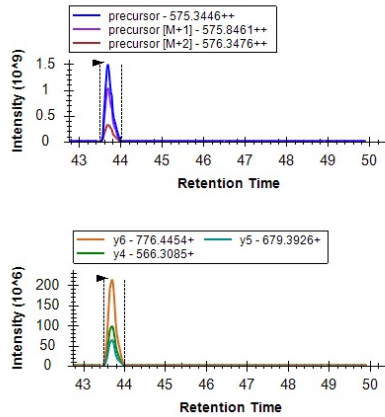 precursor - 575.3446++
precursor [M+1] - 575.8461++
precursor [M+2] - 576.3476++
Intensity (10^9)
1.5
1
0.5
0
43 44 45 46 47 48 49 50
Retention Time
y6 - 776.4454+ y5 - 679.3926+
y4 - 566.3085+
Intensity (10^6)
200
150
100
50
0
43 44 45 46 47 48 49 50
Retention Time